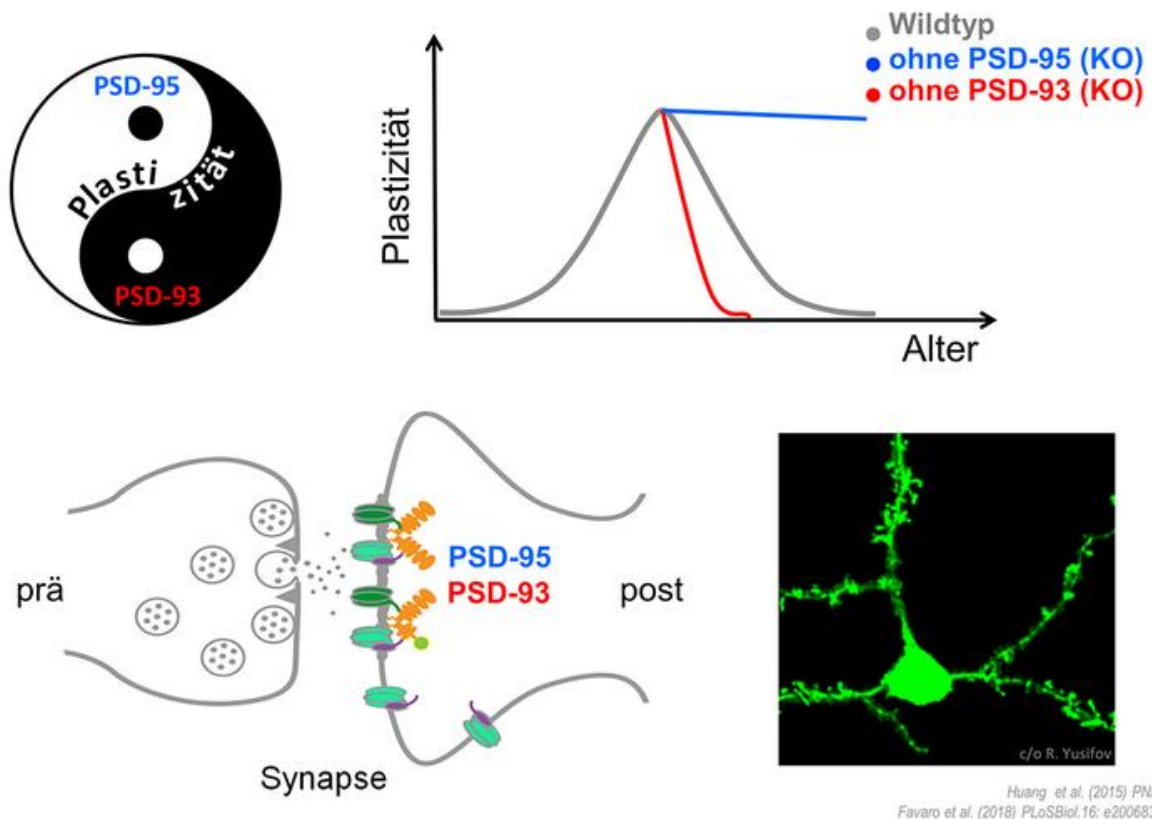 PSD-95
Plasti
zität
PSD-93
Plastizität
Alter
Wildtyp
ohne PSD-95 (KO)
ohne PSD-93 (KO)
prä
PSD-95
PSD-93
post
Synapse
c/o R. Yusifov
Huang et al. (2015)
Favaro et al. (2018) PLoSBiol.16: